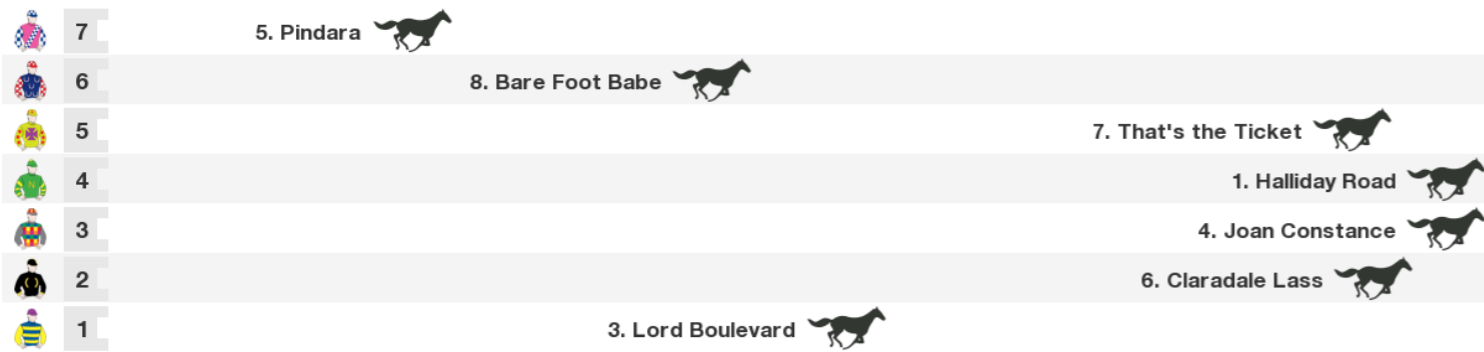 7 5. Pindara
6 8. Bare Foot Babe
5 7. That's the Ticket
4 N 1. Halliday Road
3 4. Joan Constance
2 6. Claradale Lass
1 3. Lord Boulevard